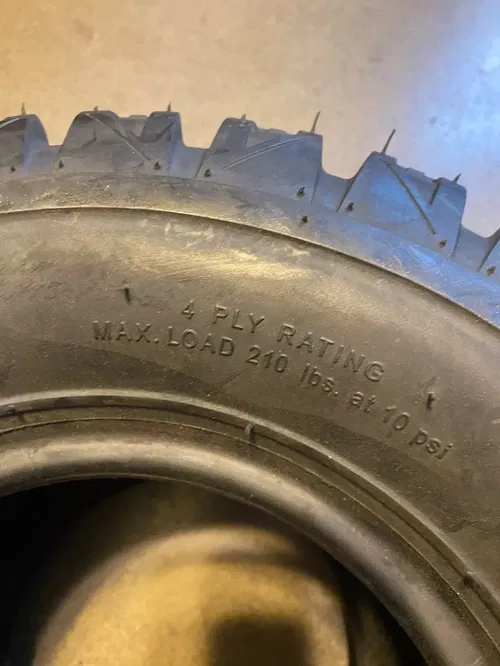 4 PLY RATING
MAX. LOAD 210 lbs. at 10 psi